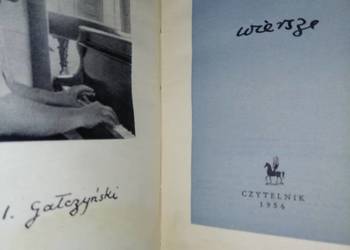 I. Gałczyński
wiersze
CZYTELNIK
1956